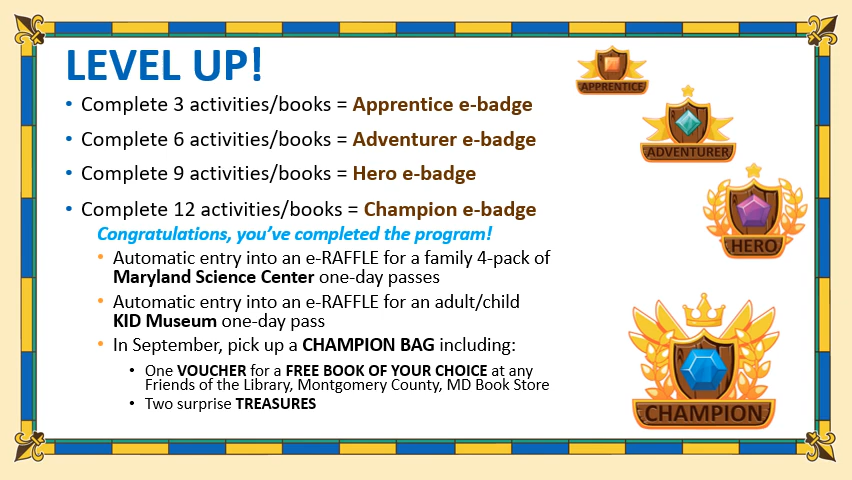 LEVEL UP!
• Complete 3 activities/books = Apprentice e-badge
• Complete 6 activities/books = Adventurer e-badge
• Complete 9 activities/books = Hero e-badge
• Complete 12 activities/books = Champion e-badge
Congratulations, you’ve completed the program!
• Automatic entry into an e-RAFFLE for a family 4-pack of
Maryland Science Center one-day passes
• Automatic entry into an e-RAFFLE for an adult/child
KID Museum one-day pass
• In September, pick up a CHAMPION BAG including:
• One VOUCHER for a FREE BOOK OF YOUR CHOICE at any
Friends of the Library, Montgomery County, MD Book Store
• Two surprise TREASURES
APPRENTICE
ADVENTURER
HERO
CHAMPION